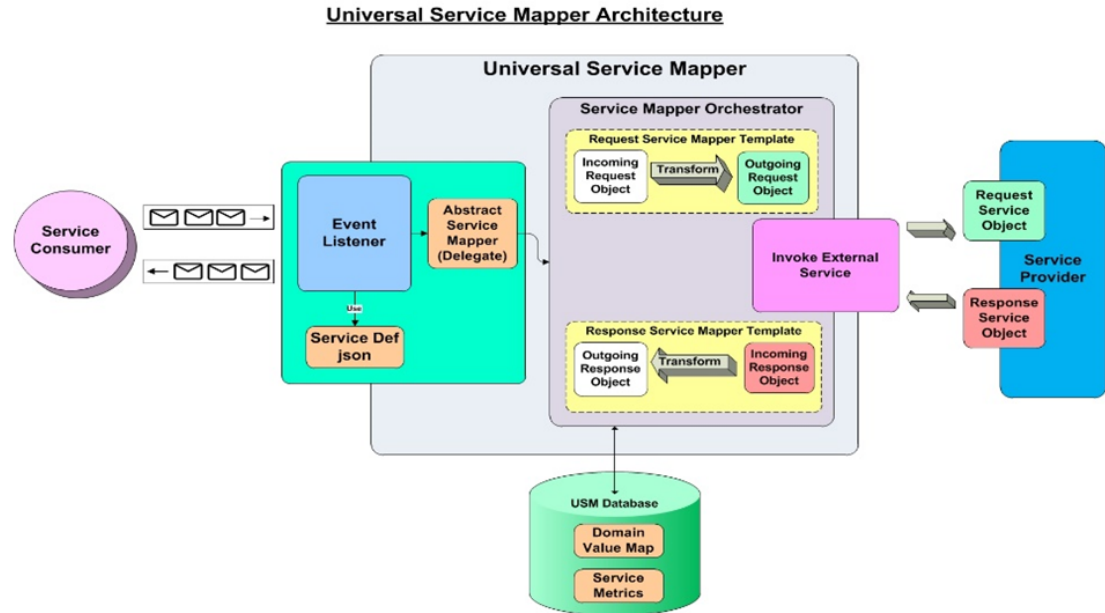 Universal Service Mapper Architecture
Universal Service Mapper
Service Mapper Orchestrator
Request Service Mapper Template
Incoming
Request
Object
Transform
Outgoing
Request
Object
Service
Consumer
Event
Listener
Abstract
Service
Mapper
(Delegate)
Use
Service Def
json
Invoke External
Service
Request
Service
Object
Service
Provider
Response
Service
Object
Response Service Mapper Template
Outgoing
Response
Object
Transform
Incoming
Response
Object
USM Database
Domain
Value Map
Service
Metrics